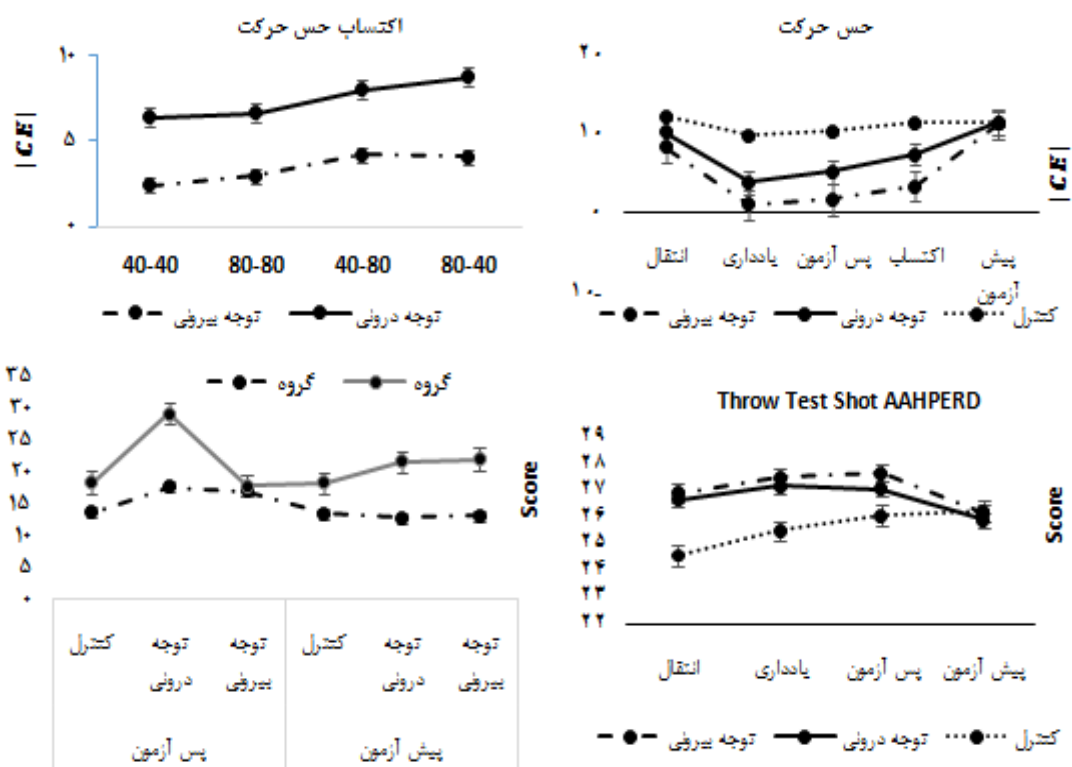 اکتساب حس حرکت
۱۰
۵
۰
|CE|
40-40 80-80 40-80 80-40
توجه بیرونی توجه درونی
حس حرکت
۲۰
۱۰
۰
۱۰-
|CE|
انتقال یادداری پس آزمون اکتساب پیش آزمون
توجه بیرونی توجه درونی کنترل
گروه گروه
۳۵
۳۰
۲۵
۲۰
۱۵
۱۰
۵
۰
Score
کنترل توجه درونی توجه بیرونی کنترل توجه درونی توجه بیرونی
پس آزمون پیش آزمون
Throw Test Shot AAHPERD
۲۹
۲۸
۲۷
۲۶
۲۵
۲۴
۲۳
۲۲
Score
انتقال یادداری پس آزمون پیش آزمون
توجه بیرونی توجه درونی کنترل